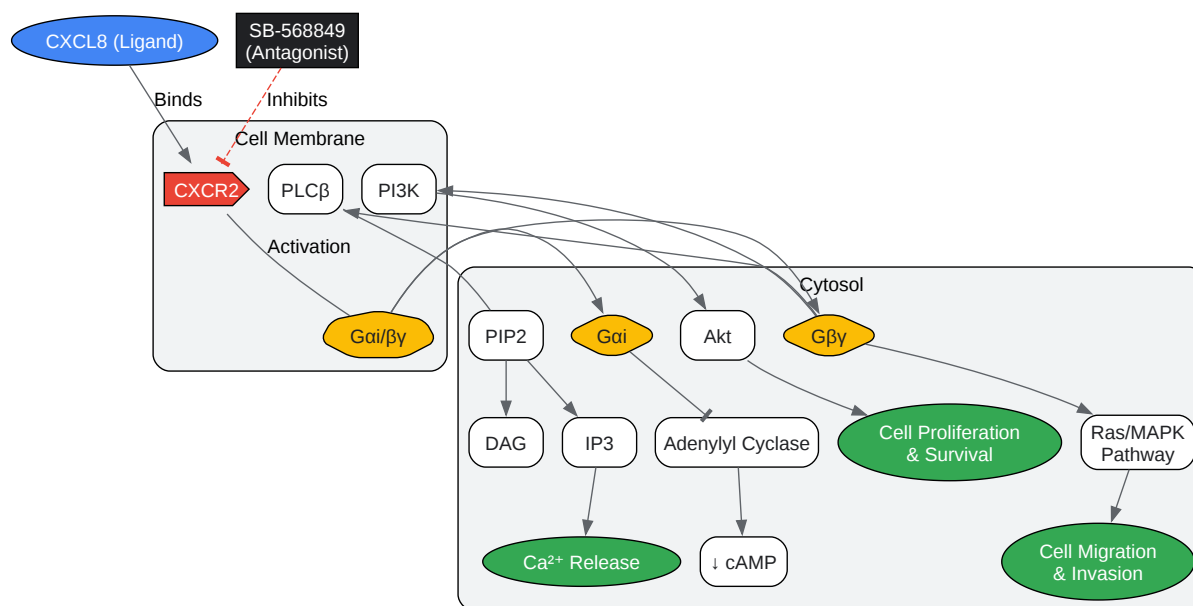 CXCL8 (Ligand)
SB-568849
(Antagonist)
Binds
Inhibits
Cell Membrane
CXCR2
PLCβ
PI3K
Activation
Gαi/βγ
Cytosol
PIP2
Gαi
Akt
Gβγ
DAG
IP3
Adenylyl Cyclase
Cell Proliferation
& Survival
Ras/MAPK
Pathway
Ca²⁺ Release
↓ cAMP
Cell Migration
& Invasion